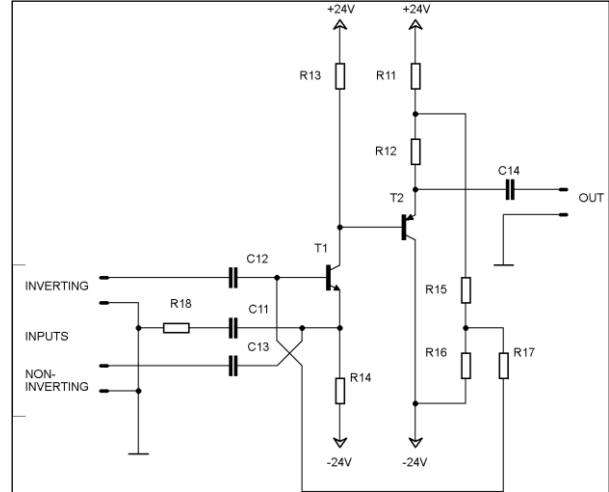 +24V
+24V
R13
R11
R12
C14
T2
OUT
T1
C12
INVERTING
R18
C11
R15
INPUTS
C13
R16
R17
NON-
INVERTING
R14
-24V
-24V